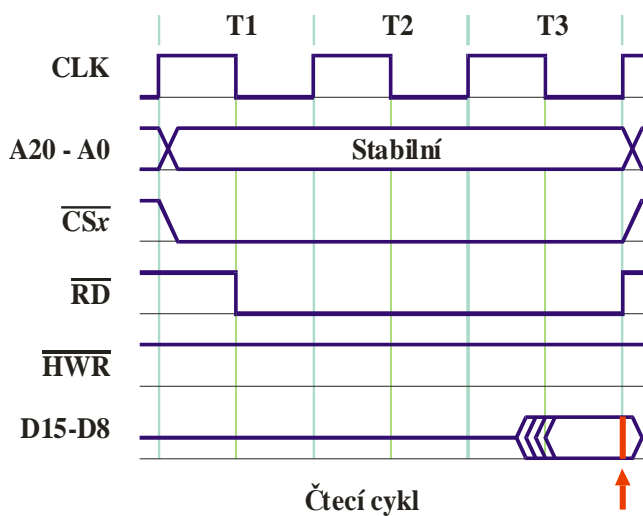 T1 T2 T3
CLK
A20 - A0 Stabilní
CSx
RD
HWR
D15-D8
Čtecí cykl